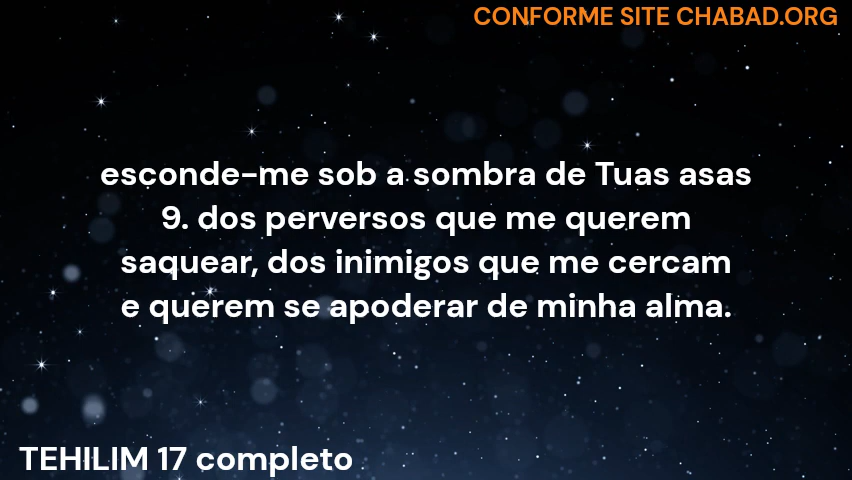 CONFORME SITE CHABAD.ORG
esconde-me sob a sombra de Tuas asas
9. dos perversos que me querem
saquear, dos inimigos que me cercam
e querem se apoderar de minha alma.
TEHILIM 17 completo